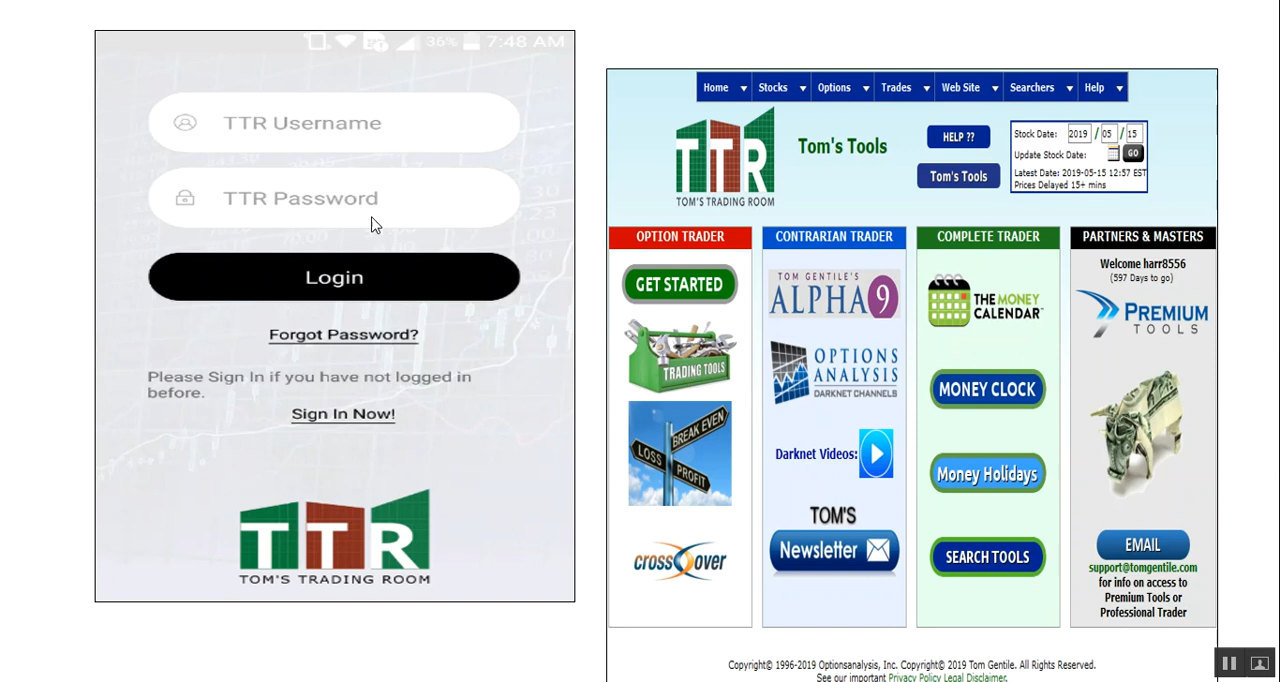 36% 7:48 AM
TTR Username
TTR Password
Login
Forgot Password?
Please Sign In if you have not logged in
before.
Sign In Now!
TTR
TOM'S TRADING ROOM
Home Stocks Options Trades Web Site Searchers Help
TTR
TOM'S TRADING ROOM
Tom's Tools
HELP ??
Tom's Tools
Stock Date: 2019 / 05 / 15
Update Stock Date: GO
Latest Date: 2019-05-15 12:57 EST
Prices Delayed 15+ mins
OPTION TRADER
GET STARTED
TRADING TOOLS
BREAK EVEN
LOSS
PROFIT
crossOver
CONTRARIAN TRADER
TOM GENTILE'S
ALPHA 9
OPTIONS
ANALYSIS
DARKNET CHANNELS
Darknet Videos:
TOM'S
Newsletter
COMPLETE TRADER
THE MONEY
CALENDAR
MONEY CLOCK
Money Holidays
SEARCH TOOLS
PARTNERS & MASTERS
Welcome harr8556
(597 Days to go)
PREMIUM
TOOLS
EMAIL
support@tomgentile.com
for info on access to
Premium Tools or
Professional Trader
Copyright© 1996-2019 Optionsanalysis, Inc. Copyright© 2019 Tom Gentile. All Rights Reserved.
See our important Privacy Policy Legal Disclaimer.